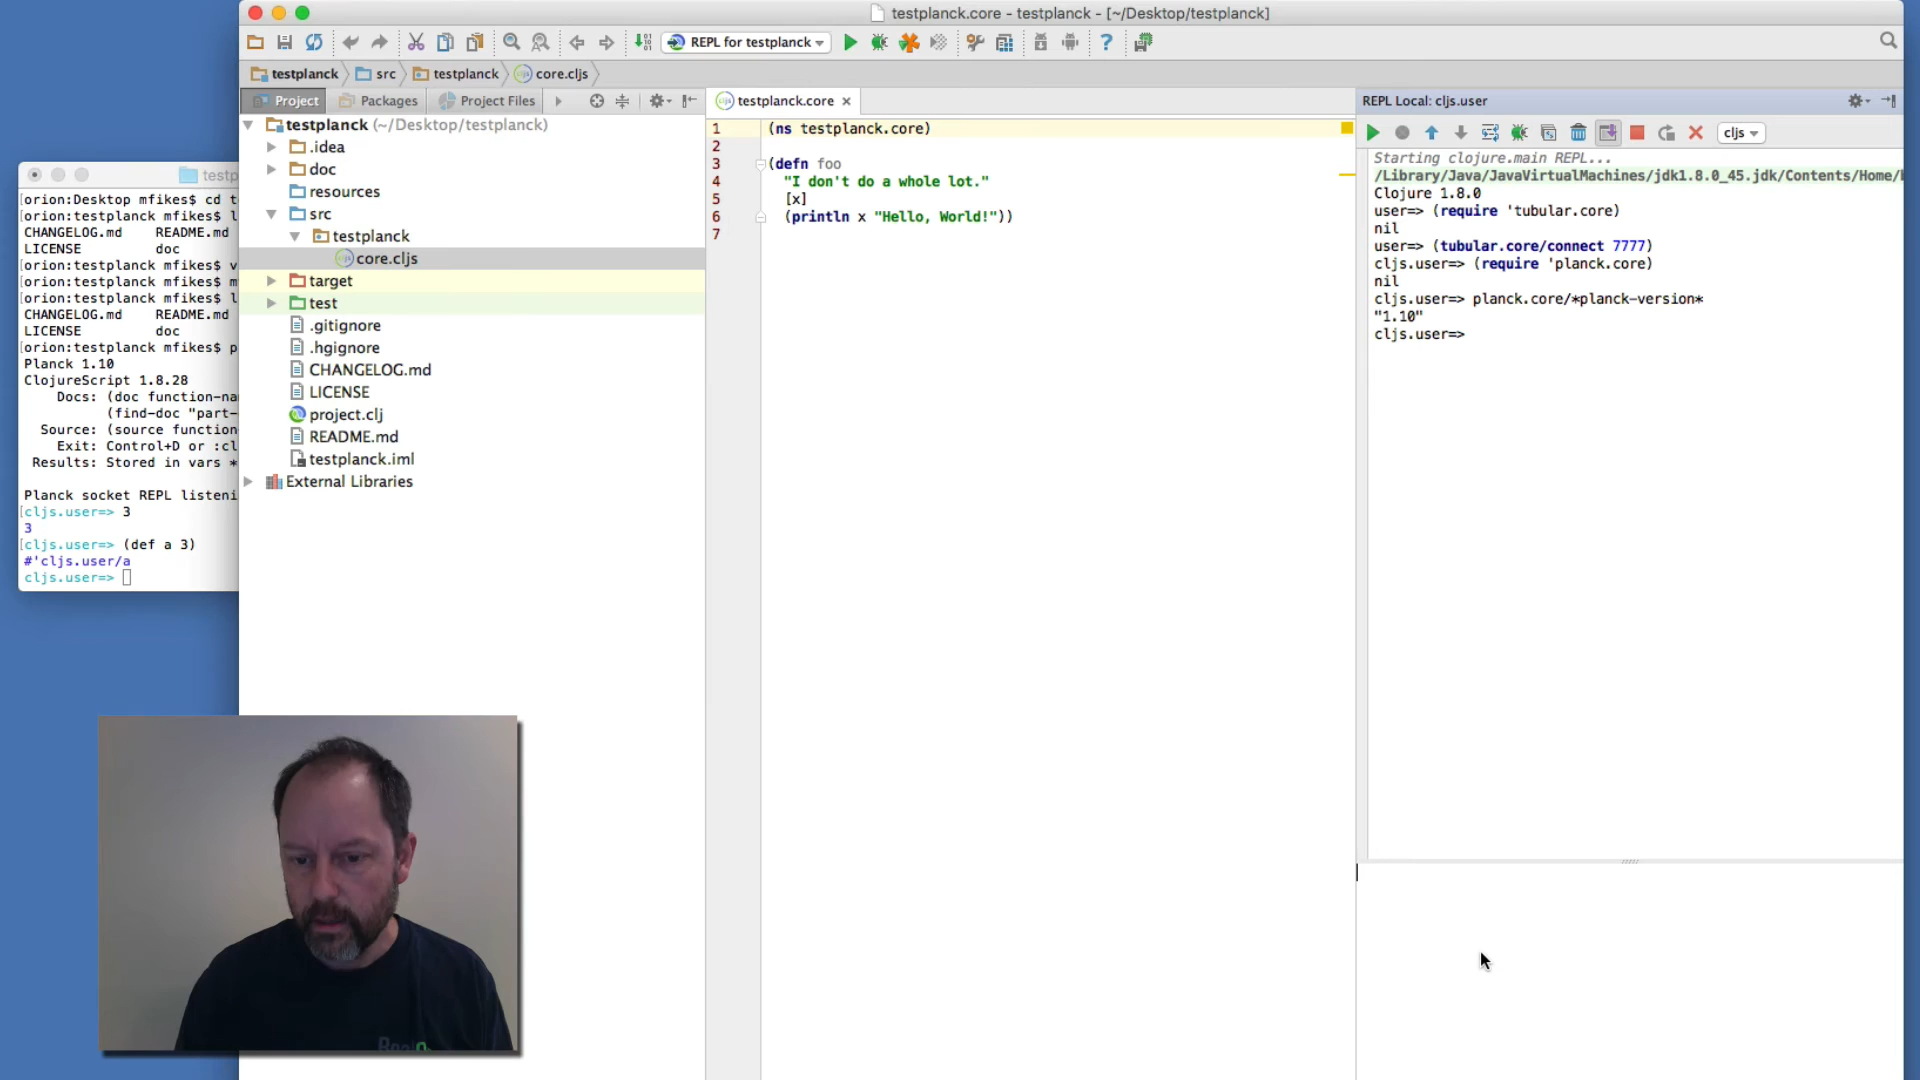 testplanck.core - testplanck - [~/Desktop/testplanck]
REPL for testplanck
testplanck
src
testplanck
core.cljs
Project
Packages
Project Files
testplanck.core
REPL Local: cljs.user
cljs
testplanck (~/Desktop/testplanck)
.idea
doc
resources
src
testplanck
core.cljs
target
test
.gitignore
.hgignore
CHANGELOG.md
LICENSE
project.clj
README.md
testplanck.iml
External Libraries
1 (ns testplanck.core)
2
3 (defn foo
4 "I don't do a whole lot."
5 [x]
6 (println x "Hello, World!"))
7
Starting clojure.main REPL...
/Library/Java/JavaVirtualMachines/jdk1.8.0_45.jdk/Contents/Home/
Clojure 1.8.0
user=> (require 'tubular.core)
nil
user=> (tubular.core/connect 7777)
cljs.user=> (require 'planck.core)
nil
cljs.user=> planck.core/*planck-version*
"1.10"
cljs.user=>
testp
[orion:Desktop mfikes$ cd t
[orion:testplanck mfikes$ l
CHANGELOG.md README.md
LICENSE doc
[orion:testplanck mfikes$ v
[orion:testplanck mfikes$ m
[orion:testplanck mfikes$ l
CHANGELOG.md README.md
LICENSE doc
[orion:testplanck mfikes$ p
Planck 1.10
ClojureScript 1.8.28
Docs: (doc function-na
(find-doc "part-
Source: (source function-
Exit: Control+D or :cl
Results: Stored in vars *
Planck socket REPL listeni
[cljs.user=> 3
3
[cljs.user=> (def a 3)
#'cljs.user/a
cljs.user=>